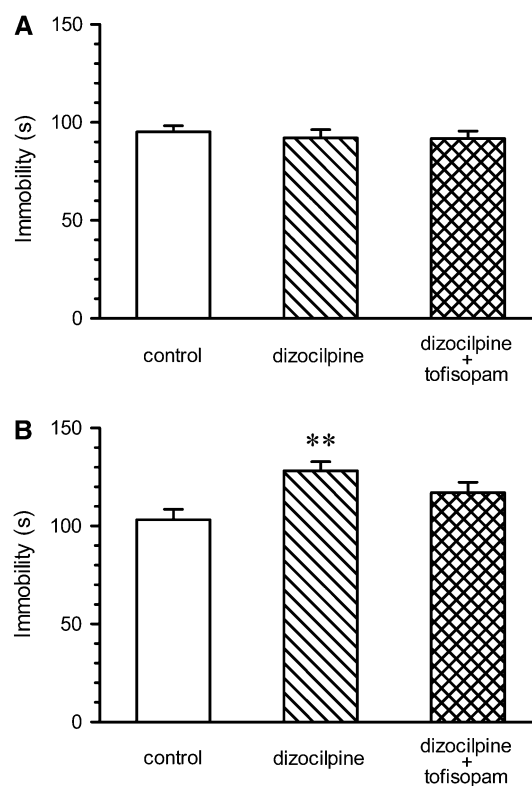 A
150
100
50
0
Immobility (s)
control
dizocilpine
dizocilpine
+
tofisopam
B
150
100
50
0
Immobility (s)
**
control
dizocilpine
dizocilpine
+
tofisopam